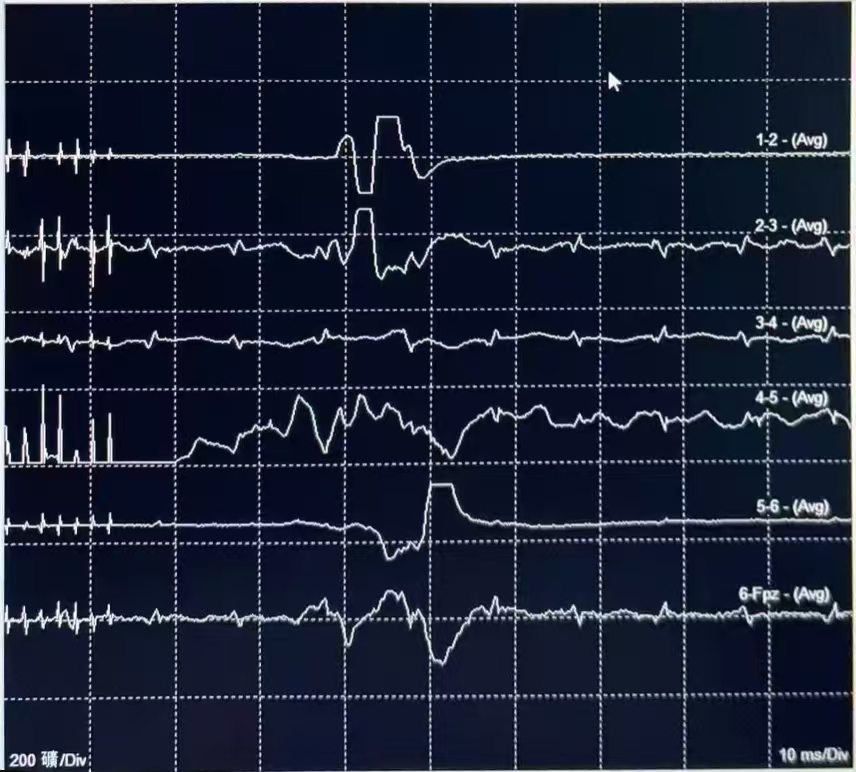 1-2 - (Avg)
2-3 - (Avg)
3-4 - (Avg)
4-5 - (Avg)
5-6 - (Avg)
6-Fpz - (Avg)
200 礦/Div
10 ms/Div